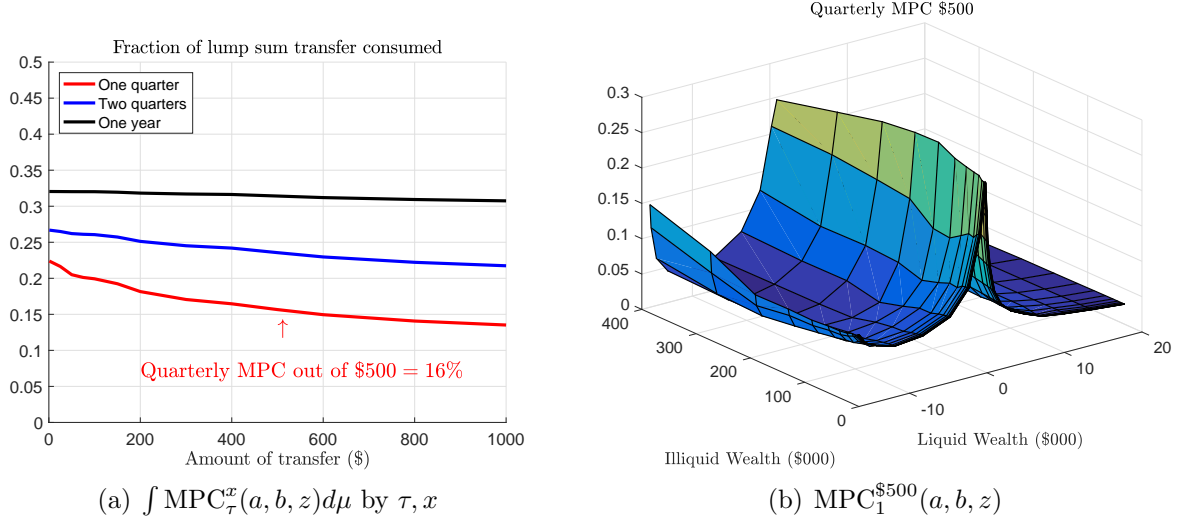 Fraction of lump sum transfer consumed
0.5
0.45
0.4
0.35
0.3
0.25
0.2
0.15
0.1
0.05
0
One quarter
Two quarters
One year
↑
Quarterly MPC out of $500 = 16%
0 200 400 600 800 1000
Amount of transfer ($)
(a) ∫ MPC^x_τ(a, b, z)dμ by τ, x
Quarterly MPC $500
0.3
0.25
0.2
0.15
0.1
0.05
0
400
300
200
100
0
-10
0
10
20
Illiquid Wealth ($000)
Liquid Wealth ($000)
(b) MPC^{$500}_1(a, b, z)